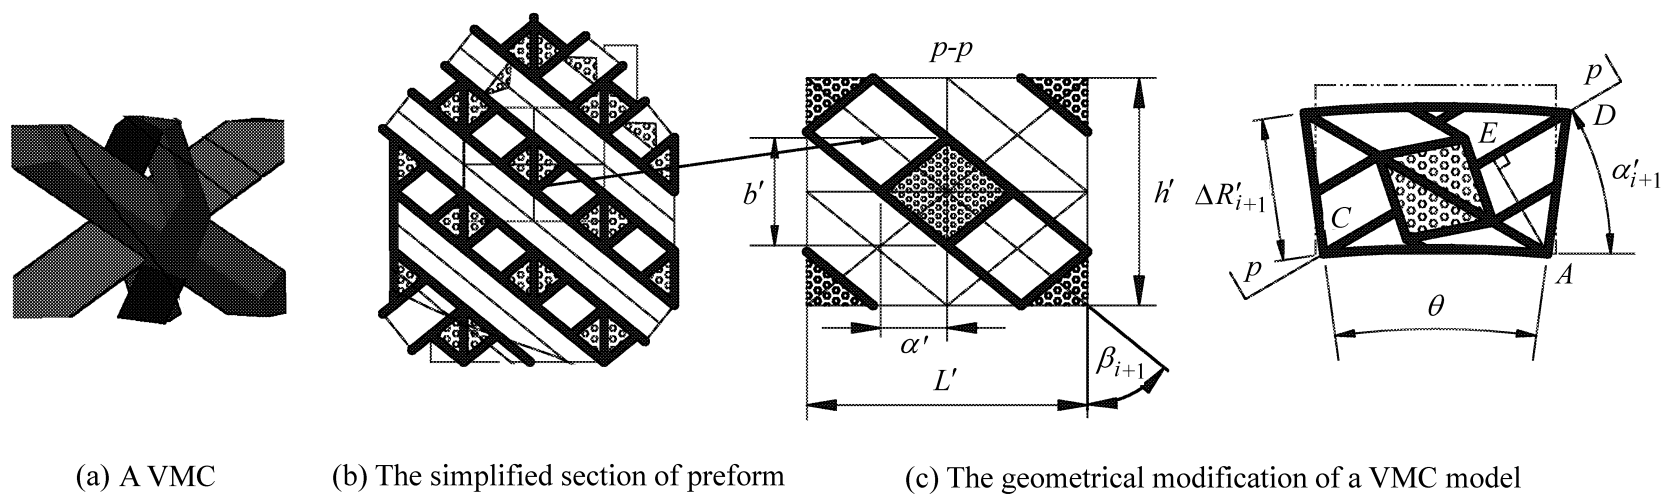 p-p
b′
h′
α′
L′
β_{i+1}
p
D
E
α′_{i+1}
ΔR′_{i+1}
C
p
A
θ
(a) A VMC
(b) The simplified section of preform
(c) The geometrical modification of a VMC model